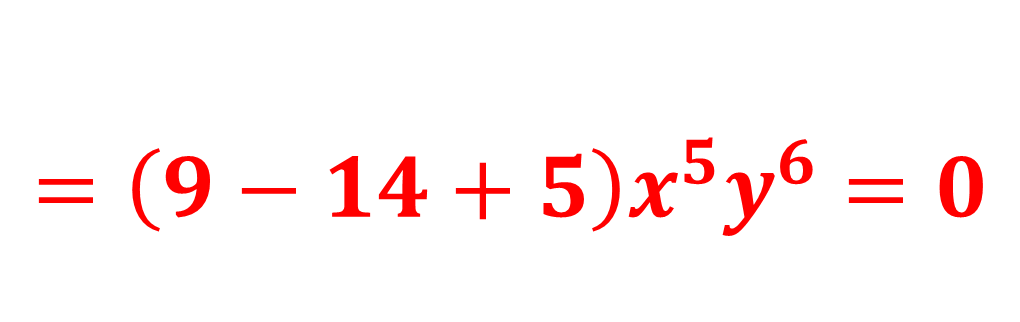 = (9 − 14 + 5)x⁵y⁶ = 0